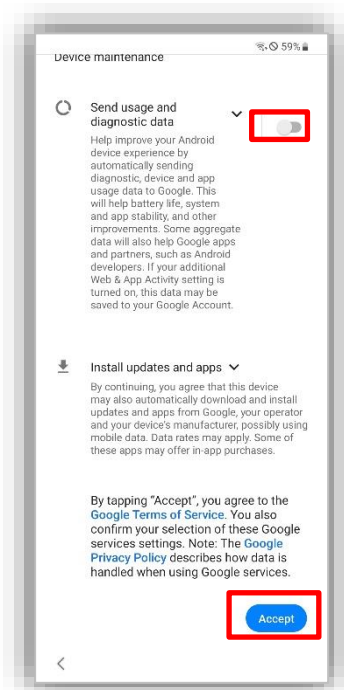 59%
Device maintenance
Send usage and
diagnostic data
Help improve your Android
device experience by
automatically sending
diagnostic, device and app
usage data to Google. This
will help battery life, system
and app stability, and other
improvements. Some aggregate
data will also help Google apps
and partners, such as Android
developers. If your additional
Web & App Activity setting is
turned on, this data may be
saved to your Google Account.
Install updates and apps
By continuing, you agree that this device
may also automatically download and install
updates and apps from Google, your operator
and your device's manufacturer, possibly using
mobile data. Data rates may apply. Some of
these apps may offer in-app purchases.
By tapping “Accept”, you agree to the
Google Terms of Service. You also
confirm your selection of these Google
services settings. Note: The Google
Privacy Policy describes how data is
handled when using Google services.
Accept